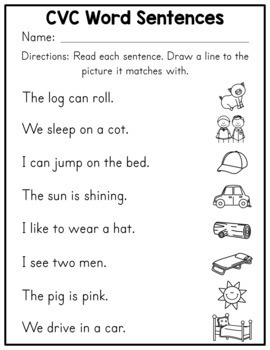 CVC Word Sentences
Name:
Directions: Read each sentence. Draw a line to the
picture it matches with.
The log can roll.
We sleep on a cot.
I can jump on the bed.
The sun is shining.
I like to wear a hat.
I see two men.
The pig is pink.
We drive in a car.